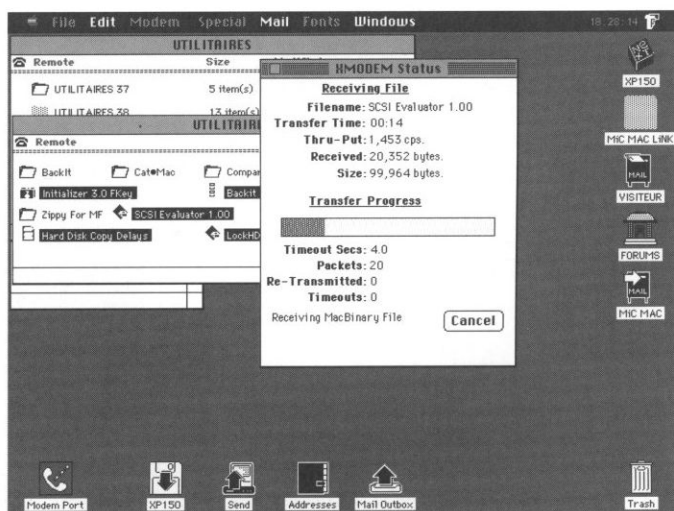 File Edit Modem Special Mail Fonts Windows 18:28:14
UTILITAIRES
Remote Size
UTILITAIRES 37 5 item(s)
UTILITAIRES 38 13 item(s)
UTILITAIRE
Remote
BackIt Cat•Mac Compa
Initializer 3.0 FKey Backit
Zippy For MF SCSI Evaluator 1.00
Hard Disk Copy Delays LockHD
XMODEM Status
Receiving File
Filename: SCSI Evaluator 1.00
Transfer Time: 00:14
Thru-Put: 1,453 cps.
Received: 20,352 bytes.
Size: 99,964 bytes.
Transfer Progress
Timeout Secs: 4.0
Packets: 20
Re-Transmitted: 0
Timeouts: 0
Receiving MacBinary File Cancel
XP150
MiC MAC LiNK
MAIL
VISITEUR
FORUMS
MAIL
MiC MAC
Modem Port XP150 Send Addresses Mail Outbox Trash